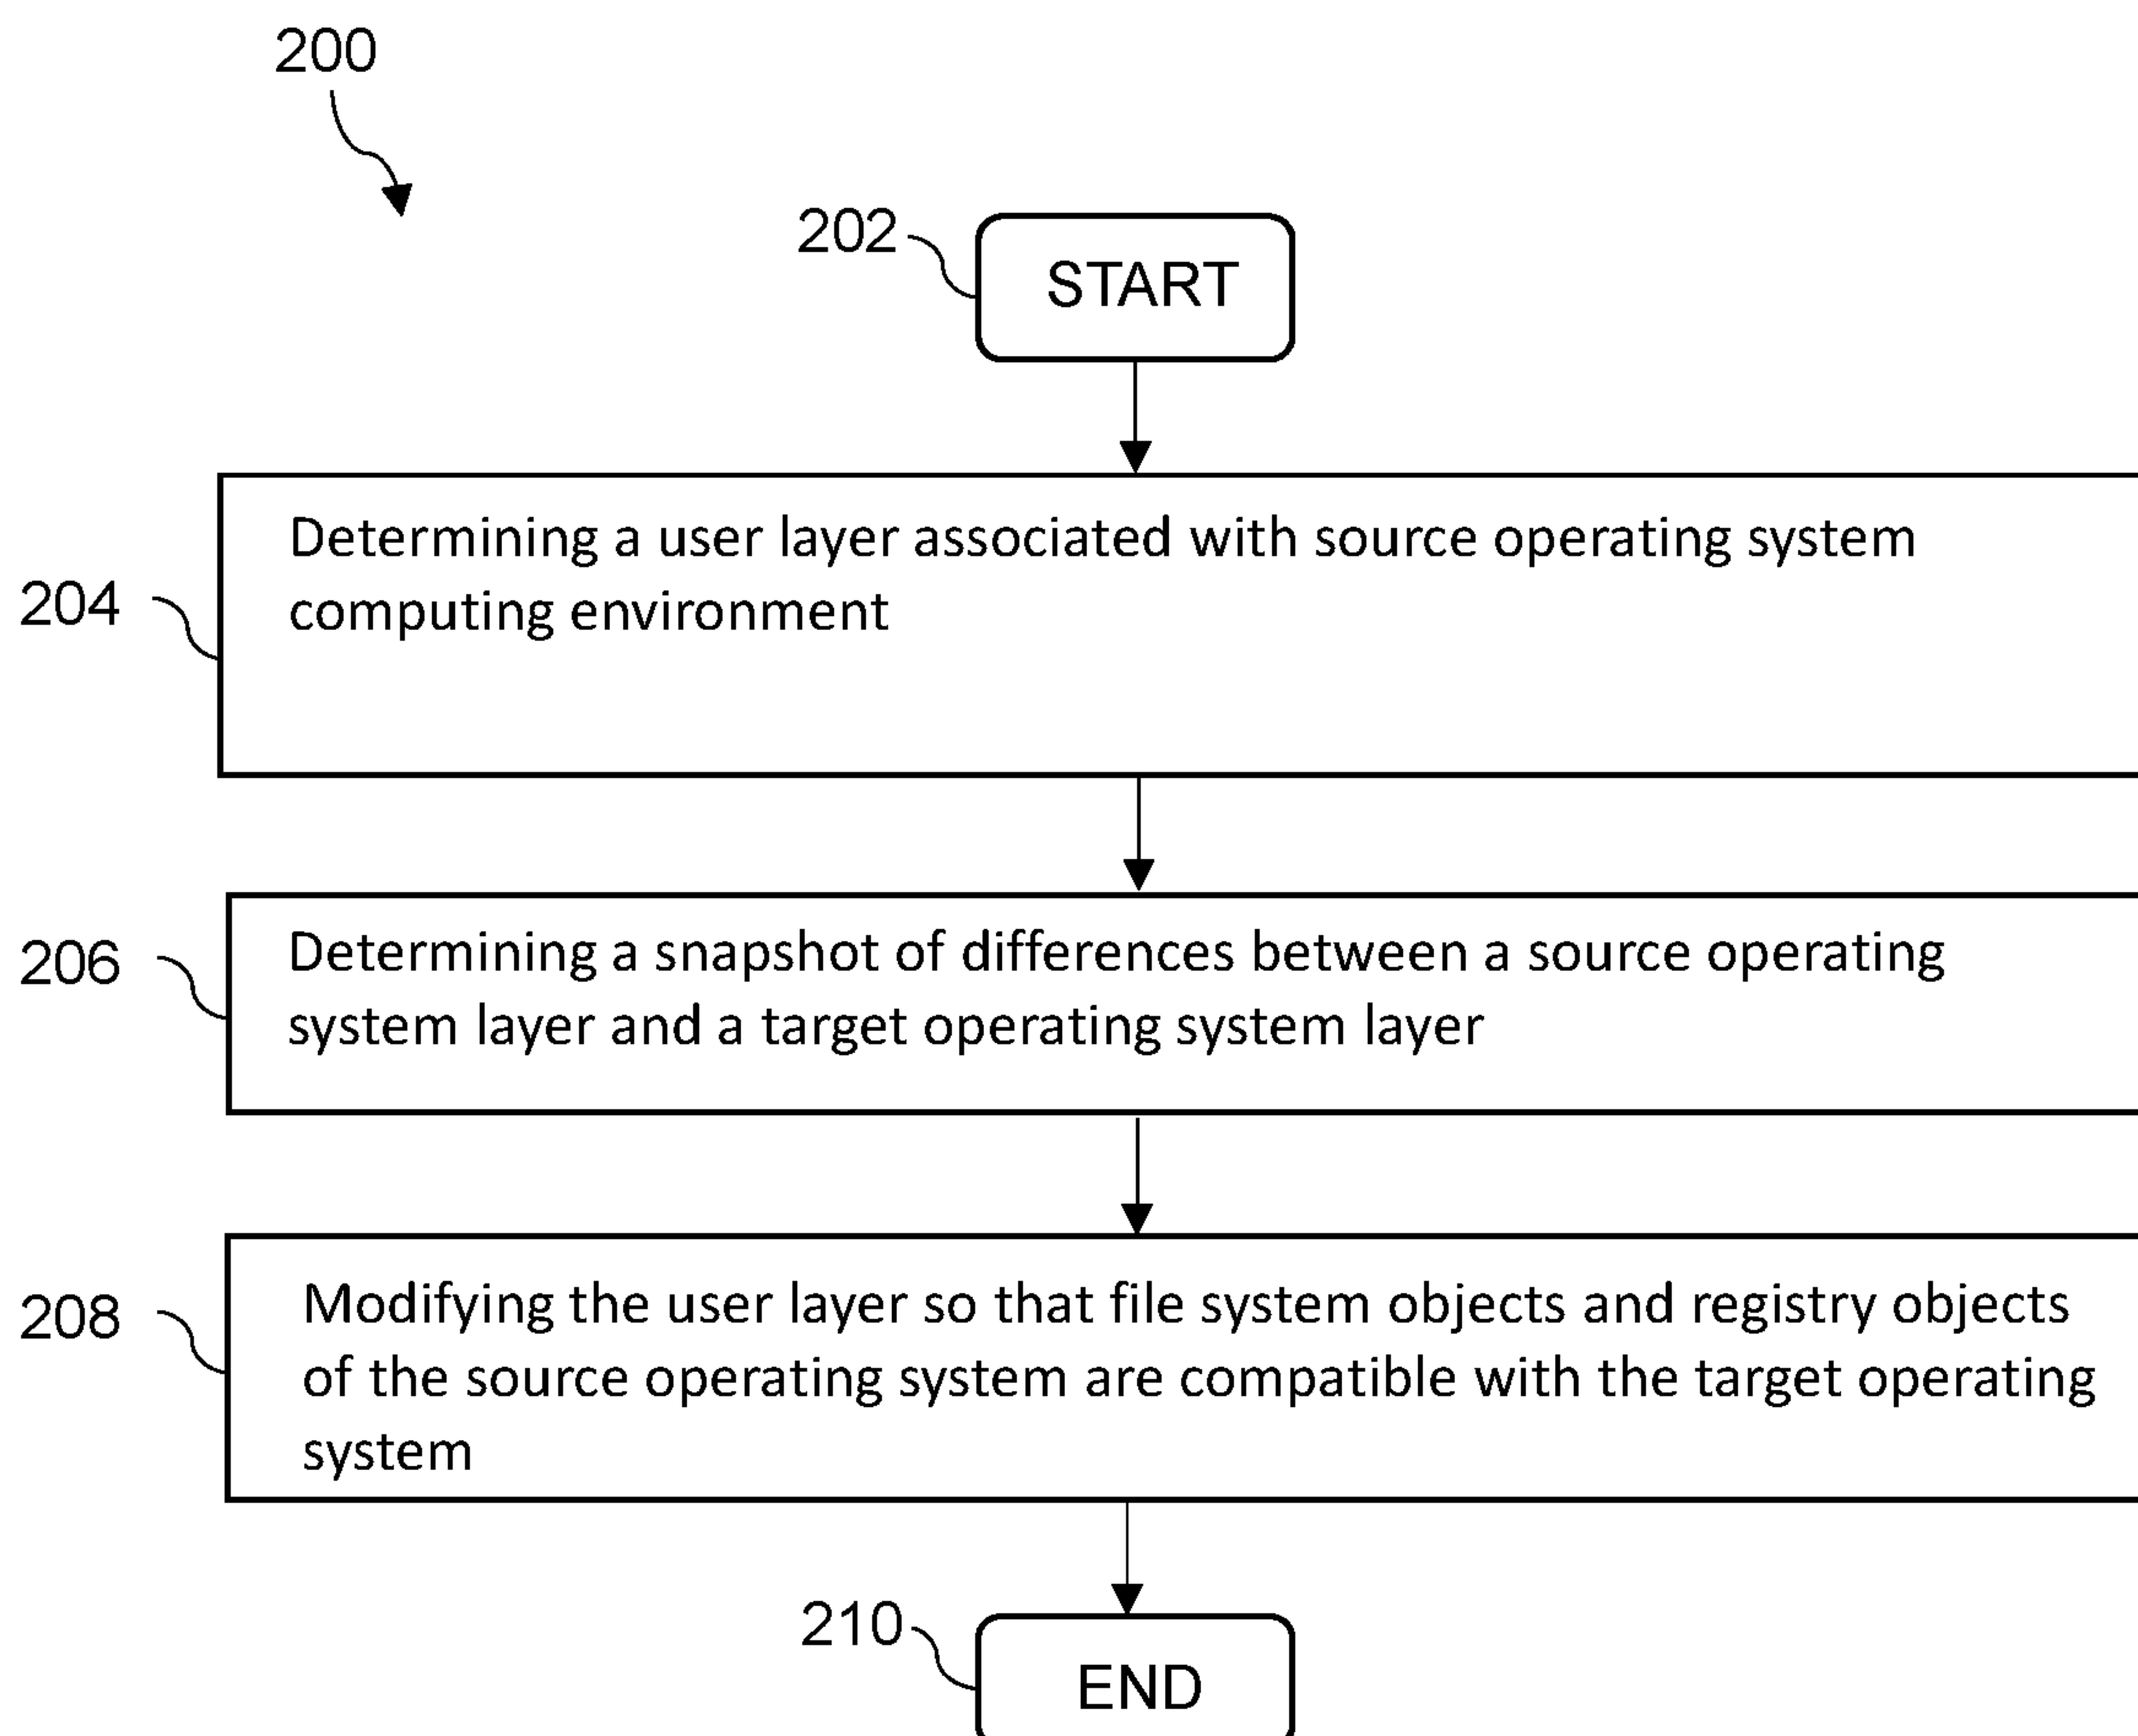 200
202
START
204
Determining a user layer associated with source operating system
computing environment
206
Determining a snapshot of differences between a source operating
system layer and a target operating system layer
208
Modifying the user layer so that file system objects and registry objects
of the source operating system are compatible with the target operating
system
210
END